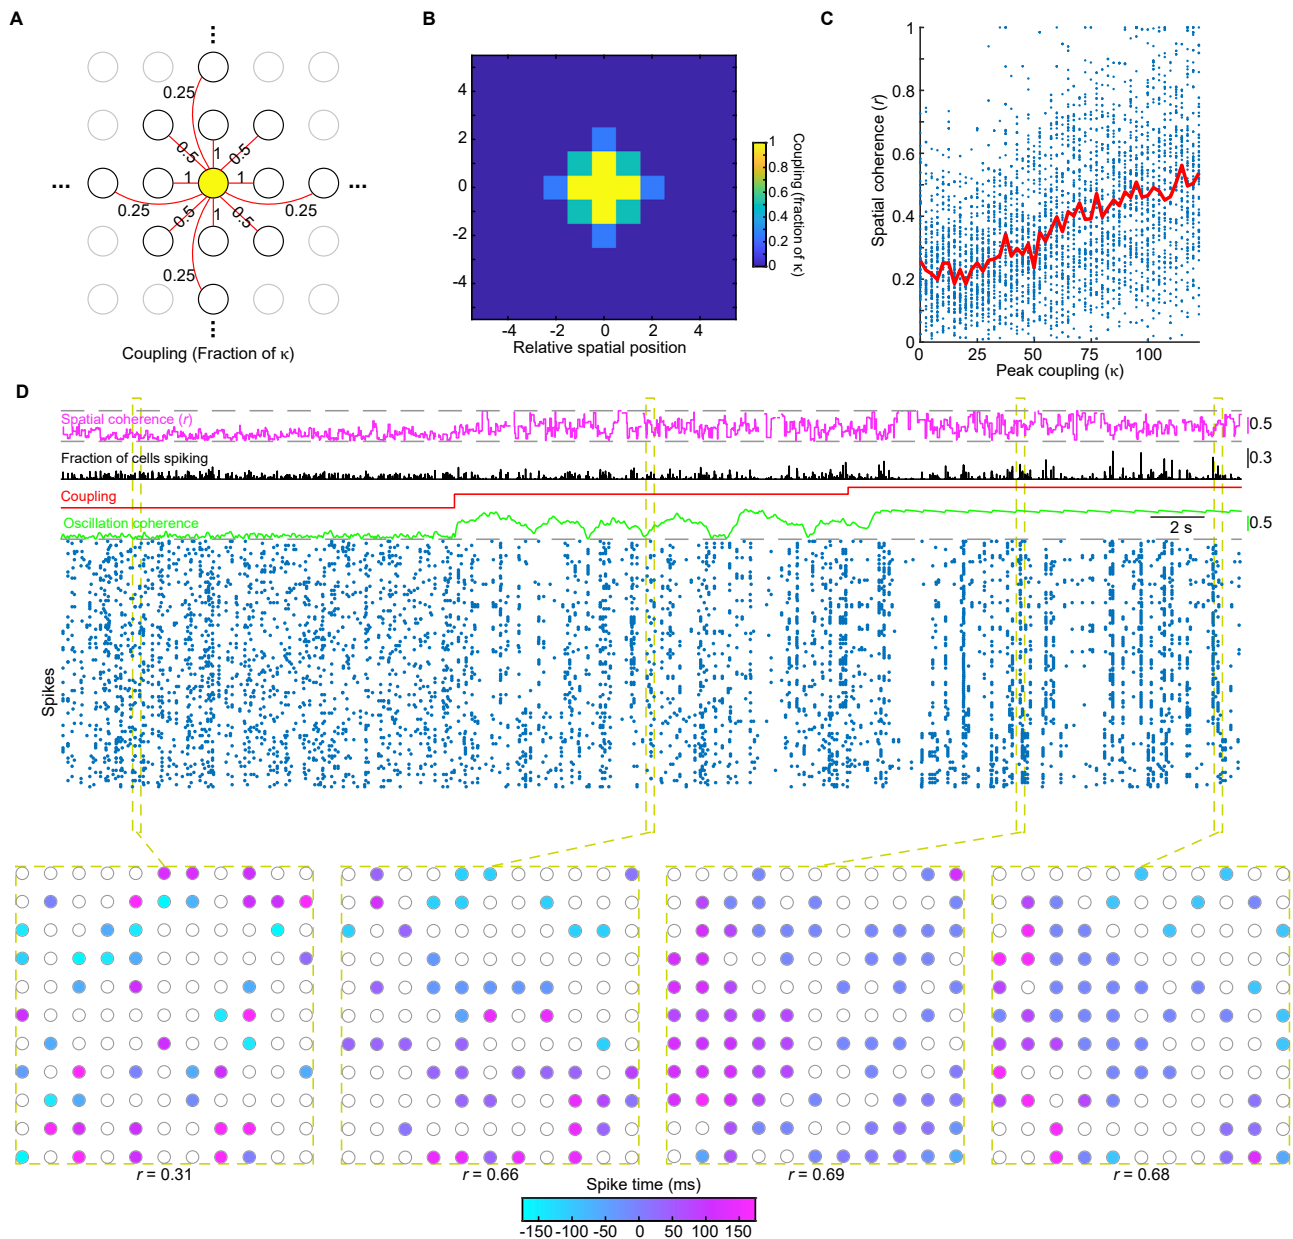 A
...
0.25
0.5
1
0.5
1
1
...
...
0.25
0.25
0.5
1
0.5
0.25
...
Coupling (Fraction of κ)
B
4
2
0
-2
-4
-4 -2 0 2 4
Relative spatial position
1
0.8
0.6
0.4
0.2
0
Coupling (fraction of κ)
C
1
0.8
0.6
0.4
0.2
0
Spatial coherence (r)
0 25 50 75 100
Peak coupling (κ)
D
Spatial coherence (r)
0.5
Fraction of cells spiking
0.3
Coupling
Oscillation coherence
0.5
2 s
Spikes
r = 0.31
r = 0.66
r = 0.69
r = 0.68
Spike time (ms)
-150 -100 -50 0 50 100 150